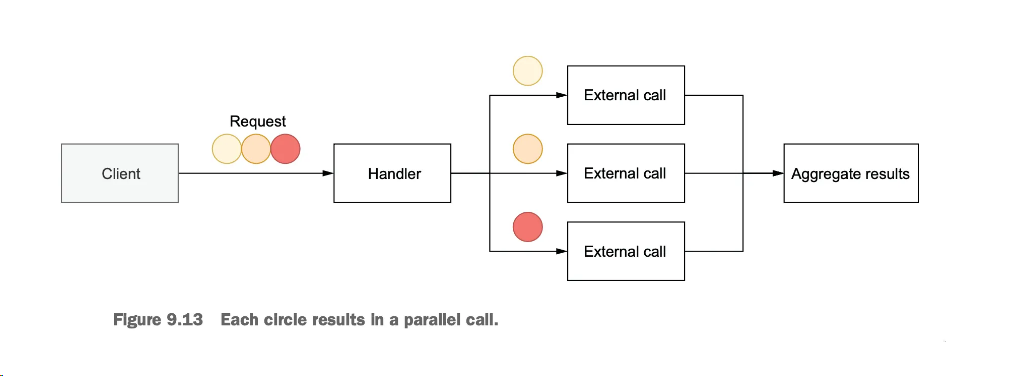 Request
Client
Handler
External call
External call
External call
Aggregate results
Figure 9.13 Each circle results in a parallel call.